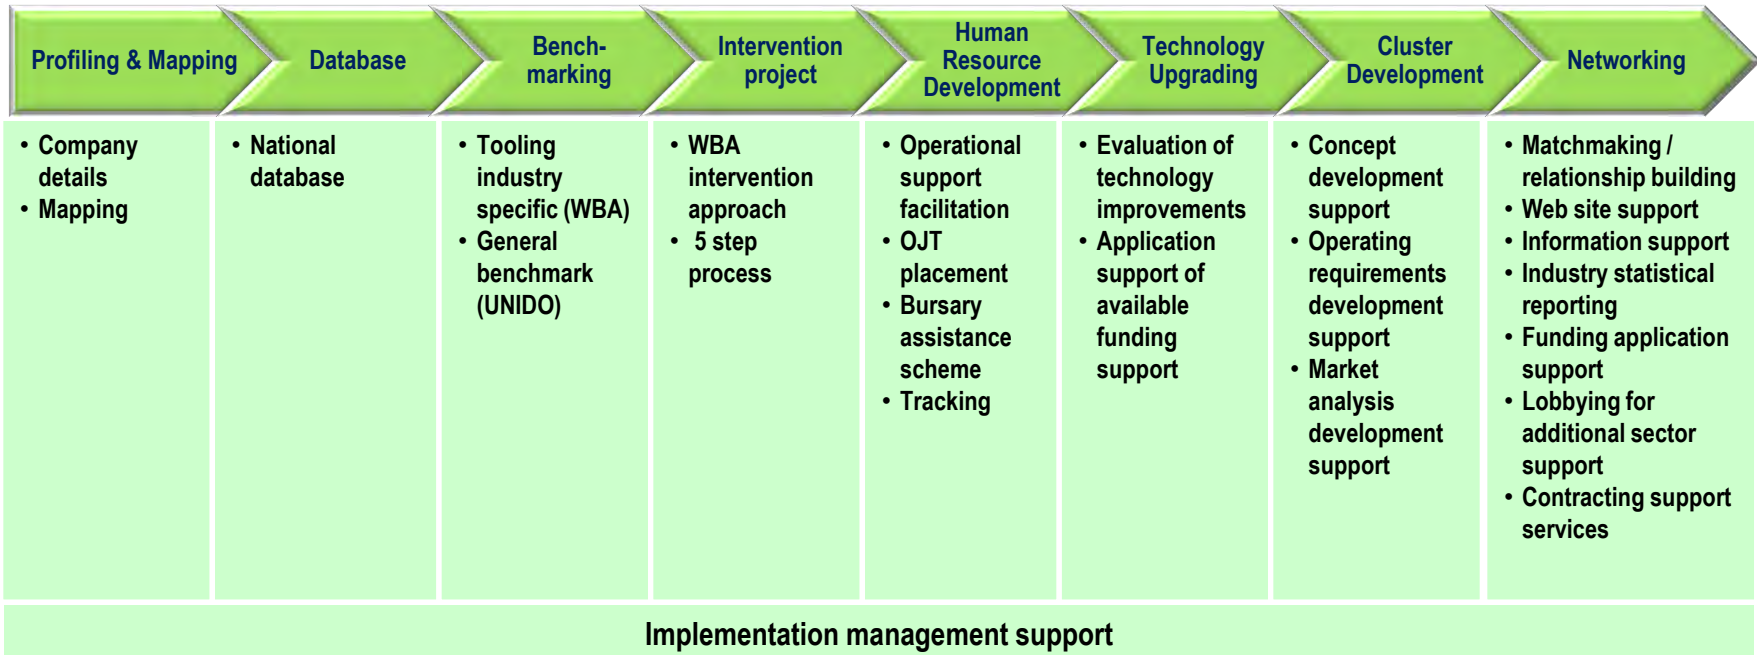 Profiling & Mapping
Database
Bench-
marking
Intervention
project
Human
Resource
Development
Technology
Upgrading
Cluster
Development
Networking
• Company
details
• Mapping
• National
database
• Tooling
industry
specific (WBA)
• General
benchmark
(UNIDO)
• WBA
intervention
approach
• 5 step
process
• Operational
support
facilitation
• OJT
placement
• Bursary
assistance
scheme
• Tracking
• Evaluation of
technology
improvements
• Application
support of
available
funding
support
• Concept
development
support
• Operating
requirements
development
support
• Market
analysis
development
support
• Matchmaking /
relationship building
• Web site support
• Information support
• Industry statistical
reporting
• Funding application
support
• Lobbying for
additional sector
support
• Contracting support
services
Implementation management support